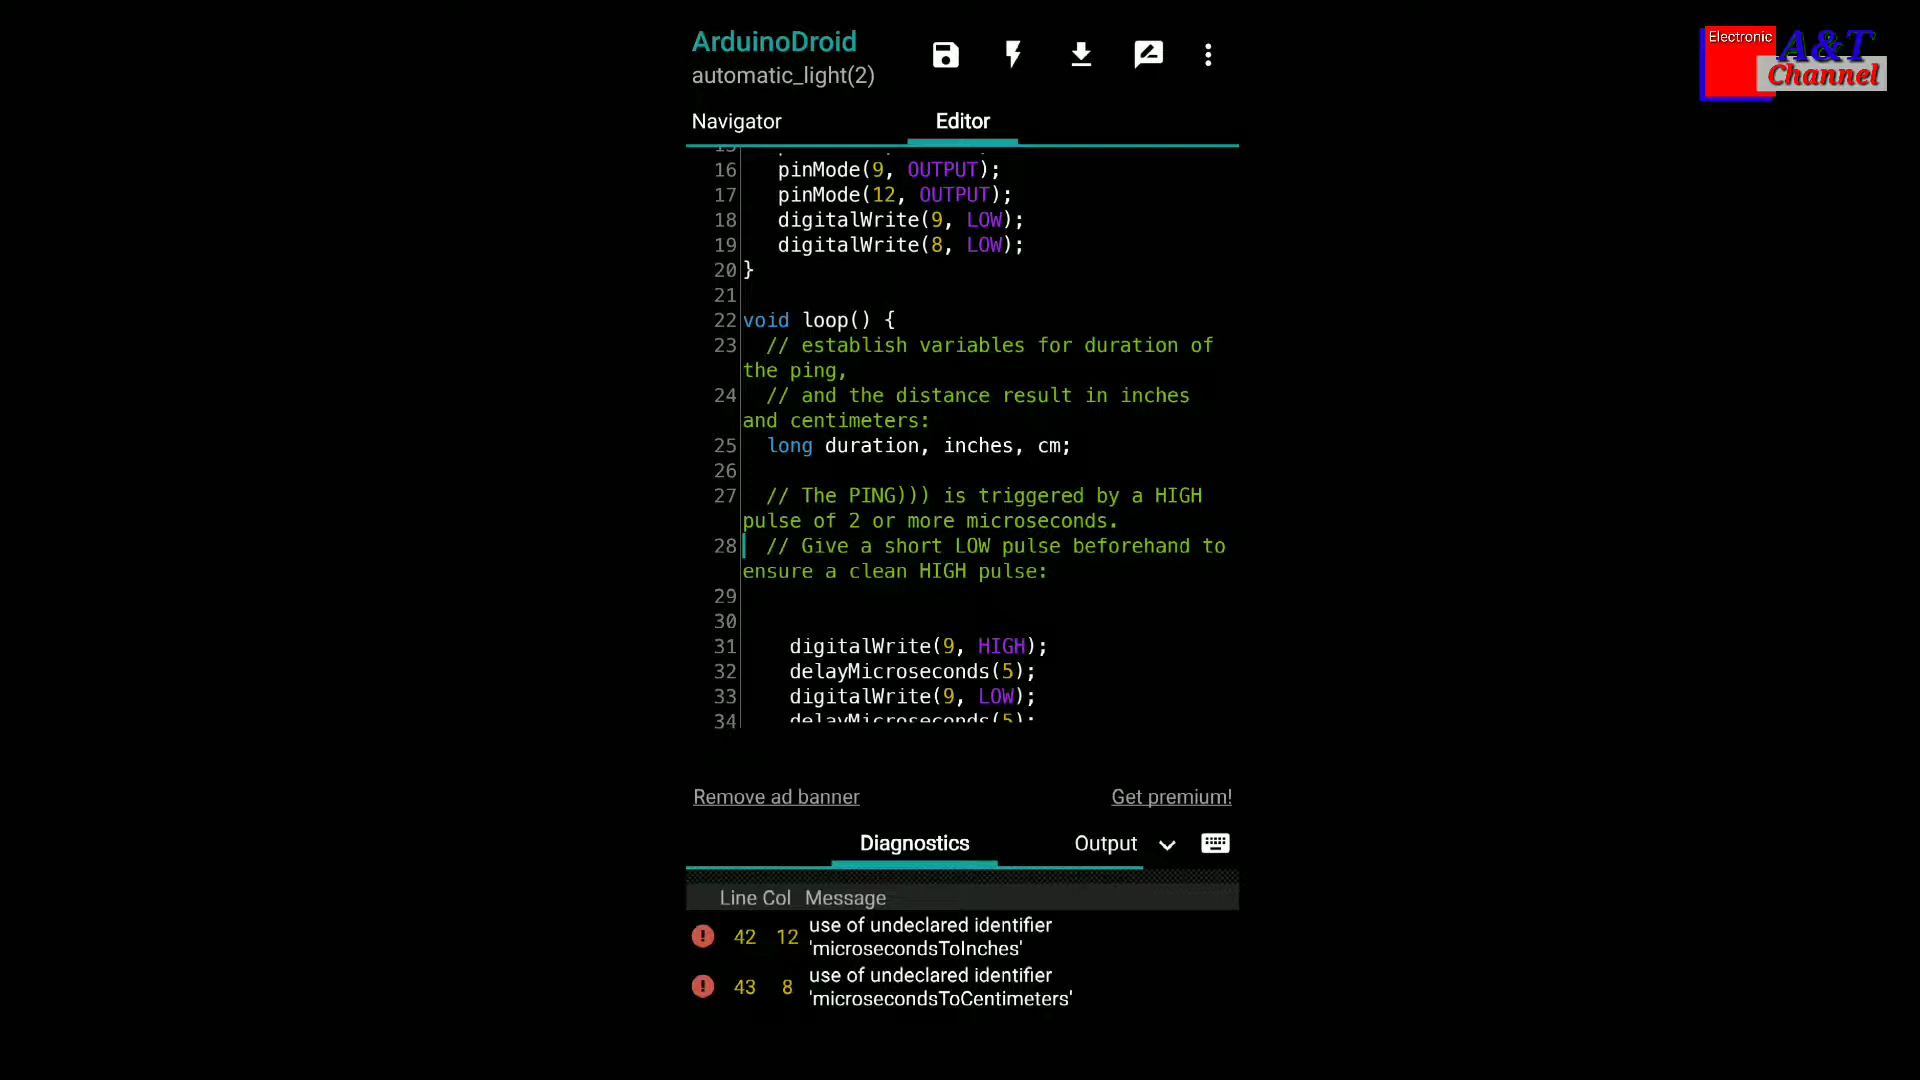 ArduinoDroid
automatic_light(2)
Electronic
A&T
Channel
Navigator
Editor
15
16 pinMode(9, OUTPUT);
17 pinMode(12, OUTPUT);
18 digitalWrite(9, LOW);
19 digitalWrite(8, LOW);
20 }
21
22 void loop() {
23 // establish variables for duration of
the ping,
24 // and the distance result in inches
and centimeters:
25 long duration, inches, cm;
26
27 // The PING))) is triggered by a HIGH
pulse of 2 or more microseconds.
28 // Give a short LOW pulse beforehand to
ensure a clean HIGH pulse:
29
30
31 digitalWrite(9, HIGH);
32 delayMicroseconds(5);
33 digitalWrite(9, LOW);
34 delayMicroseconds(5);
Remove ad banner
Get premium!
Diagnostics
Output
Line Col Message
42 12 use of undeclared identifier
'microsecondsToInches'
43 8 use of undeclared identifier
'microsecondsToCentimeters'